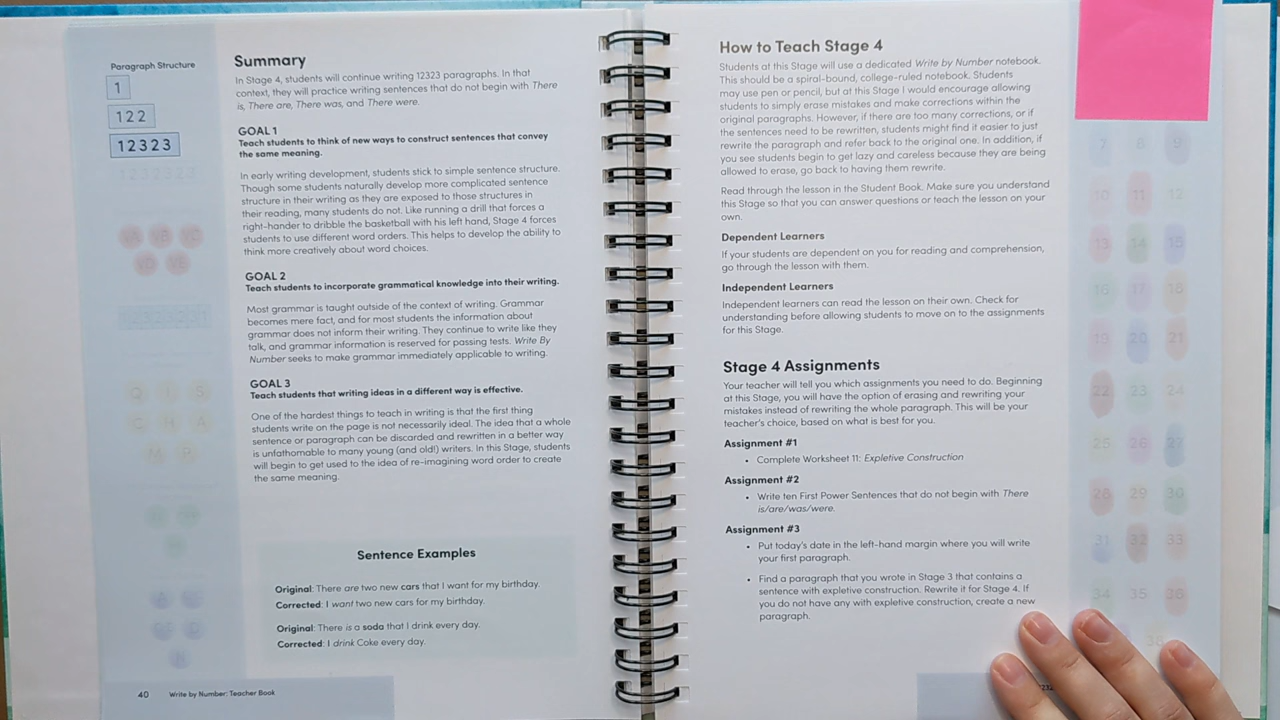 Paragraph Structure
1
122
12323
Summary
In Stage 4, students will continue writing 12323 paragraphs. In that
context, they will practice writing sentences that do not begin with There
is, There are, There was, and There were.
GOAL 1
Teach students to think of new ways to construct sentences that convey
the same meaning.
In early writing development, students stick to simple sentence structure.
Though some students naturally develop more complicated sentence
structure in their writing as they are exposed to those structures in
their reading, many students do not. Like running a drill that forces a
right-hander to dribble the basketball with his left hand, Stage 4 forces
students to use different word orders. This helps to develop the ability to
think more creatively about word choices.
GOAL 2
Teach students to incorporate grammatical knowledge into their writing.
Most grammar is taught outside of the context of writing. Grammar
becomes mere fact, and for most students the information about
grammar does not inform their writing. They continue to write like they
talk, and grammar information is reserved for passing tests. Write By
Number seeks to make grammar immediately applicable to writing.
GOAL 3
Teach students that writing ideas in a different way is effective.
One of the hardest things to teach in writing is that the first thing
students write on the page is not necessarily ideal. The idea that a whole
sentence or paragraph can be discarded and rewritten in a better way
is unfathomable to many young (and old!) writers. In this Stage, students
will begin to get used to the idea of re-imagining word order to create
the same meaning.
Sentence Examples
Original: There are two new cars that I want for my birthday.
Corrected: I want two new cars for my birthday.
Original: There is a soda that I drink every day.
Corrected: I drink Coke every day.
40 Write by Number: Teacher Book
How to Teach Stage 4
Students at this Stage will use a dedicated Write by Number notebook.
This should be a spiral-bound, college-ruled notebook. Students
may use pen or pencil, but at this Stage I would encourage allowing
students to simply erase mistakes and make corrections within the
original paragraphs. However, if there are too many corrections, or if
the sentences need to be rewritten, students might find it easier to just
rewrite the paragraph and refer back to the original one. In addition, if
you see students begin to get lazy and careless because they are being
allowed to erase, go back to having them rewrite.
Read through the lesson in the Student Book. Make sure you understand
this Stage so that you can answer questions or teach the lesson on your
own.
Dependent Learners
If your students are dependent on you for reading and comprehension,
go through the lesson with them.
Independent Learners
Independent learners can read the lesson on their own. Check for
understanding before allowing students to move on to the assignments
for this Stage.
Stage 4 Assignments
Your teacher will tell you which assignments you need to do. Beginning
at this Stage, you will have the option of erasing and rewriting your
mistakes instead of rewriting the whole paragraph. This will be your
teacher's choice, based on what is best for you.
Assignment #1
• Complete Worksheet 11: Expletive Construction
Assignment #2
• Write ten First Power Sentences that do not begin with There
is/are/was/were.
Assignment #3
• Put today's date in the left-hand margin where you will write
your first paragraph.
• Find a paragraph that you wrote in Stage 3 that contains a
sentence with expletive construction. Rewrite it for Stage 4. If
you do not have any with expletive construction, create a new
paragraph.
7 8 9
10 11 12
14 15
16 17 18
20 21
22 23 24
25 26 27
28 29 30
31 32 33
34 35 36